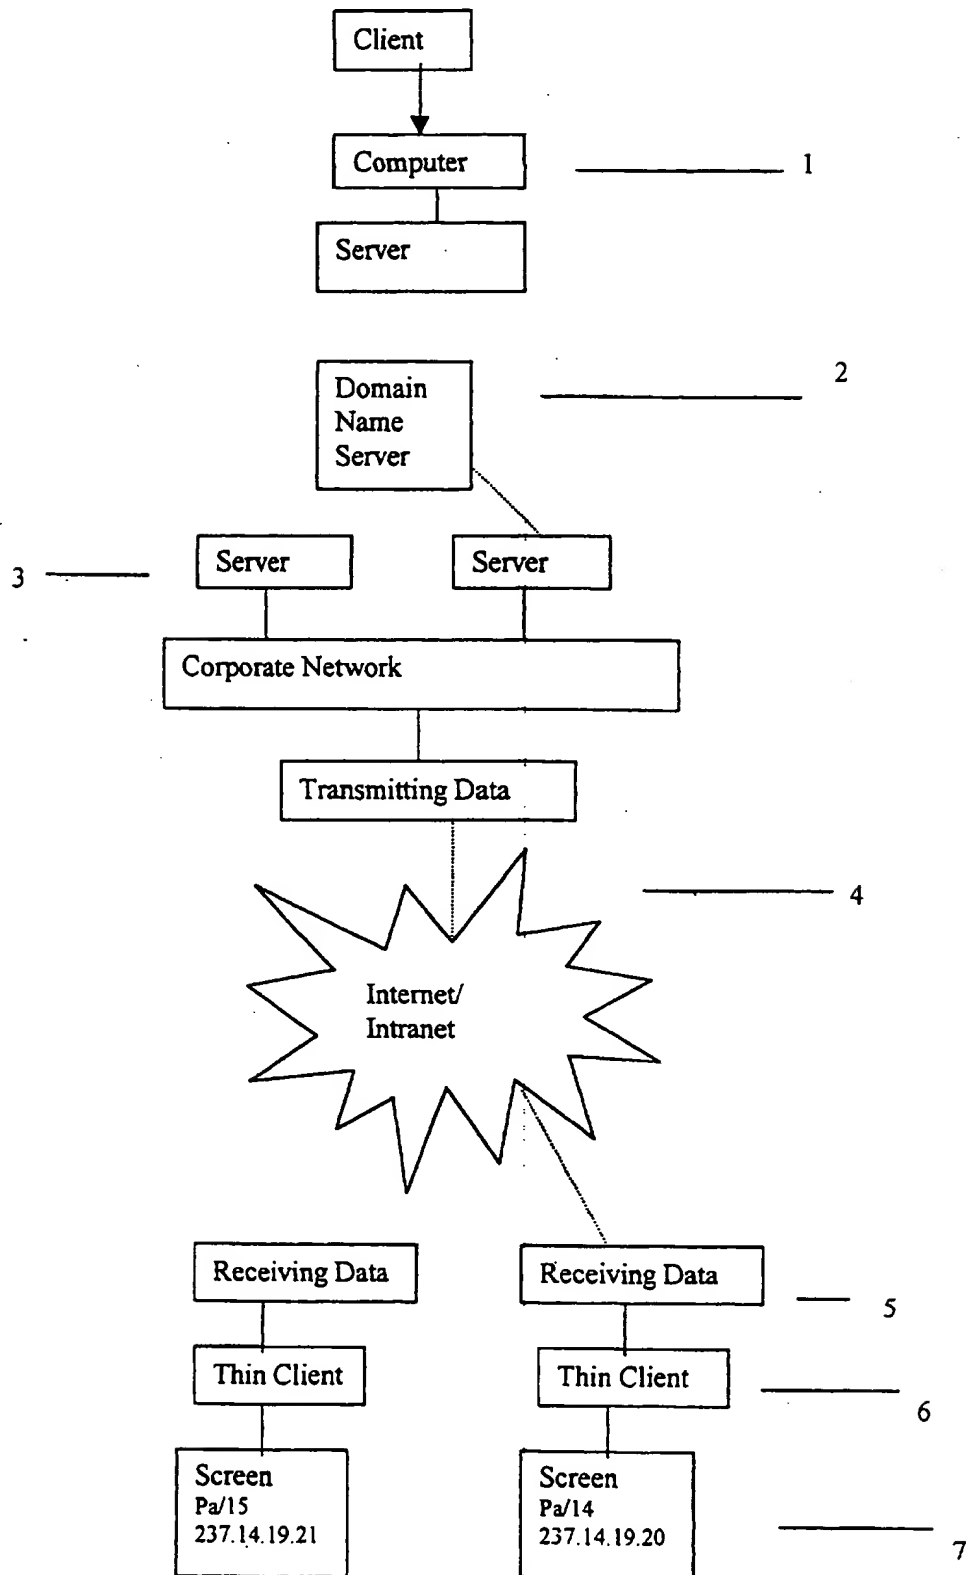 Client
Computer
1
Server
2
Domain
Name
Server
Server
Server
3
Corporate Network
Transmitting Data
4
Internet/
Intranet
Receiving Data
Receiving Data
5
Thin Client
Thin Client
6
Screen
Pa/15
237.14.19.21
Screen
Pa/14
237.14.19.20
7